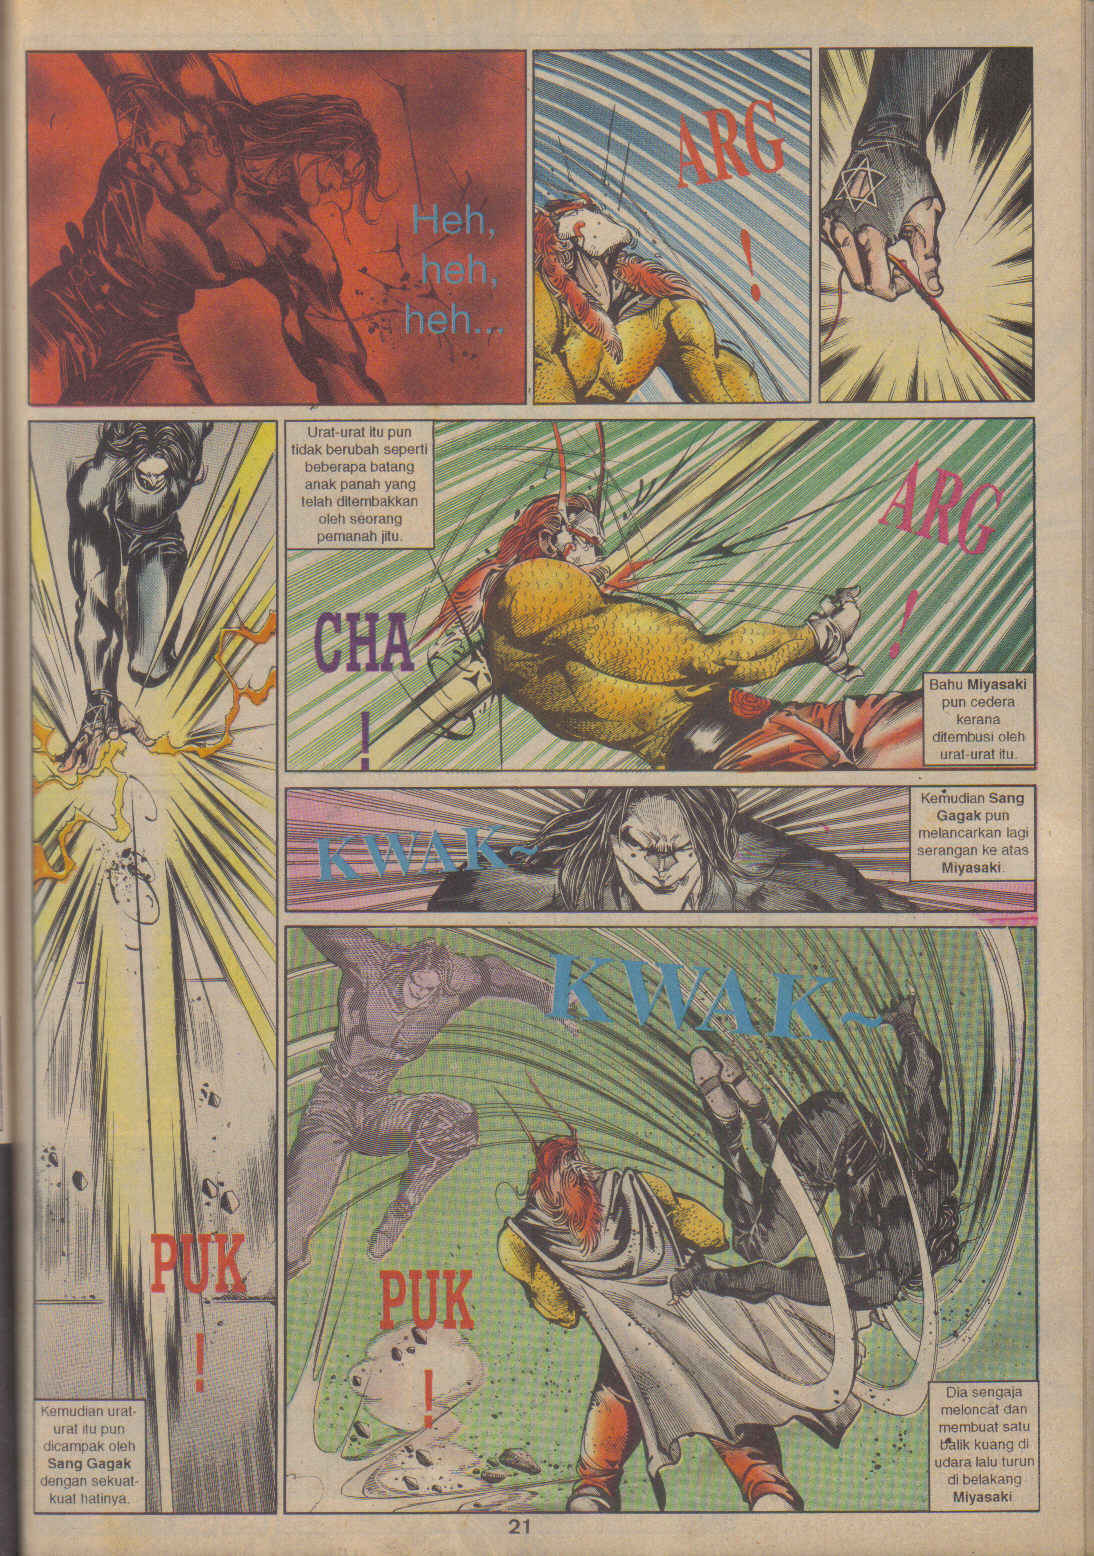 Heh,
heh,
heh...
ARG
!
Kemudian urat-
urat itu pun
dicampak oleh
Sang Gagak
dengan sekuat-
kuat hatinya.
PUK
!
Urat-urat itu pun
tidak berubah seperti
beberapa batang
anak panah yang
telah ditembakkan
oleh seorang
pemanah jitu.
CHA
!
ARG
!
Bahu Miyasaki
pun cedera
kerana
ditembusi oleh
urat-urat itu.
KWAK~
Kemudian Sang
Gagak pun
melancarkan lagi
serangan ke atas
Miyasaki.
KWAK~
PUK
!
Dia sengaja
meloncat dan
membuat satu
balik kuang di
udara lalu turun
di belakang
Miyasaki
21